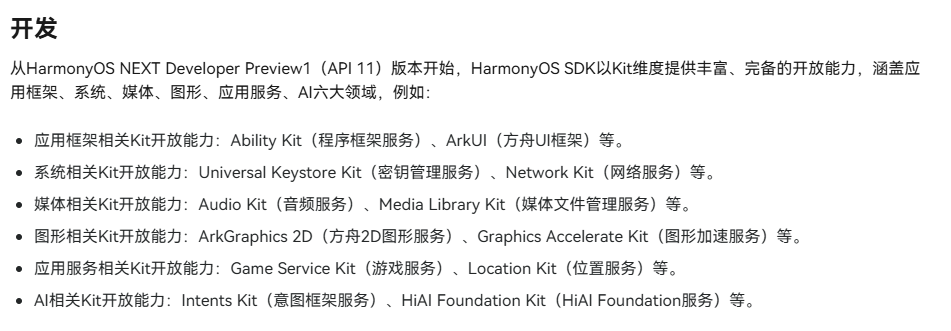 开发
从HarmonyOS NEXT Developer Preview1（API 11）版本开始，HarmonyOS SDK以Kit维度提供丰富、完备的开放能力，涵盖应
用框架、系统、媒体、图形、应用服务、AI六大领域，例如：
• 应用框架相关Kit开放能力：Ability Kit（程序框架服务）、ArkUI（方舟UI框架）等。
• 系统相关Kit开放能力：Universal Keystore Kit（密钥管理服务）、Network Kit（网络服务）等。
• 媒体相关Kit开放能力：Audio Kit（音频服务）、Media Library Kit（媒体文件管理服务）等。
• 图形相关Kit开放能力：ArkGraphics 2D（方舟2D图形服务）、Graphics Accelerate Kit（图形加速服务）等。
• 应用服务相关Kit开放能力：Game Service Kit（游戏服务）、Location Kit（位置服务）等。
• AI相关Kit开放能力：Intents Kit（意图框架服务）、HiAI Foundation Kit（HiAI Foundation服务）等。